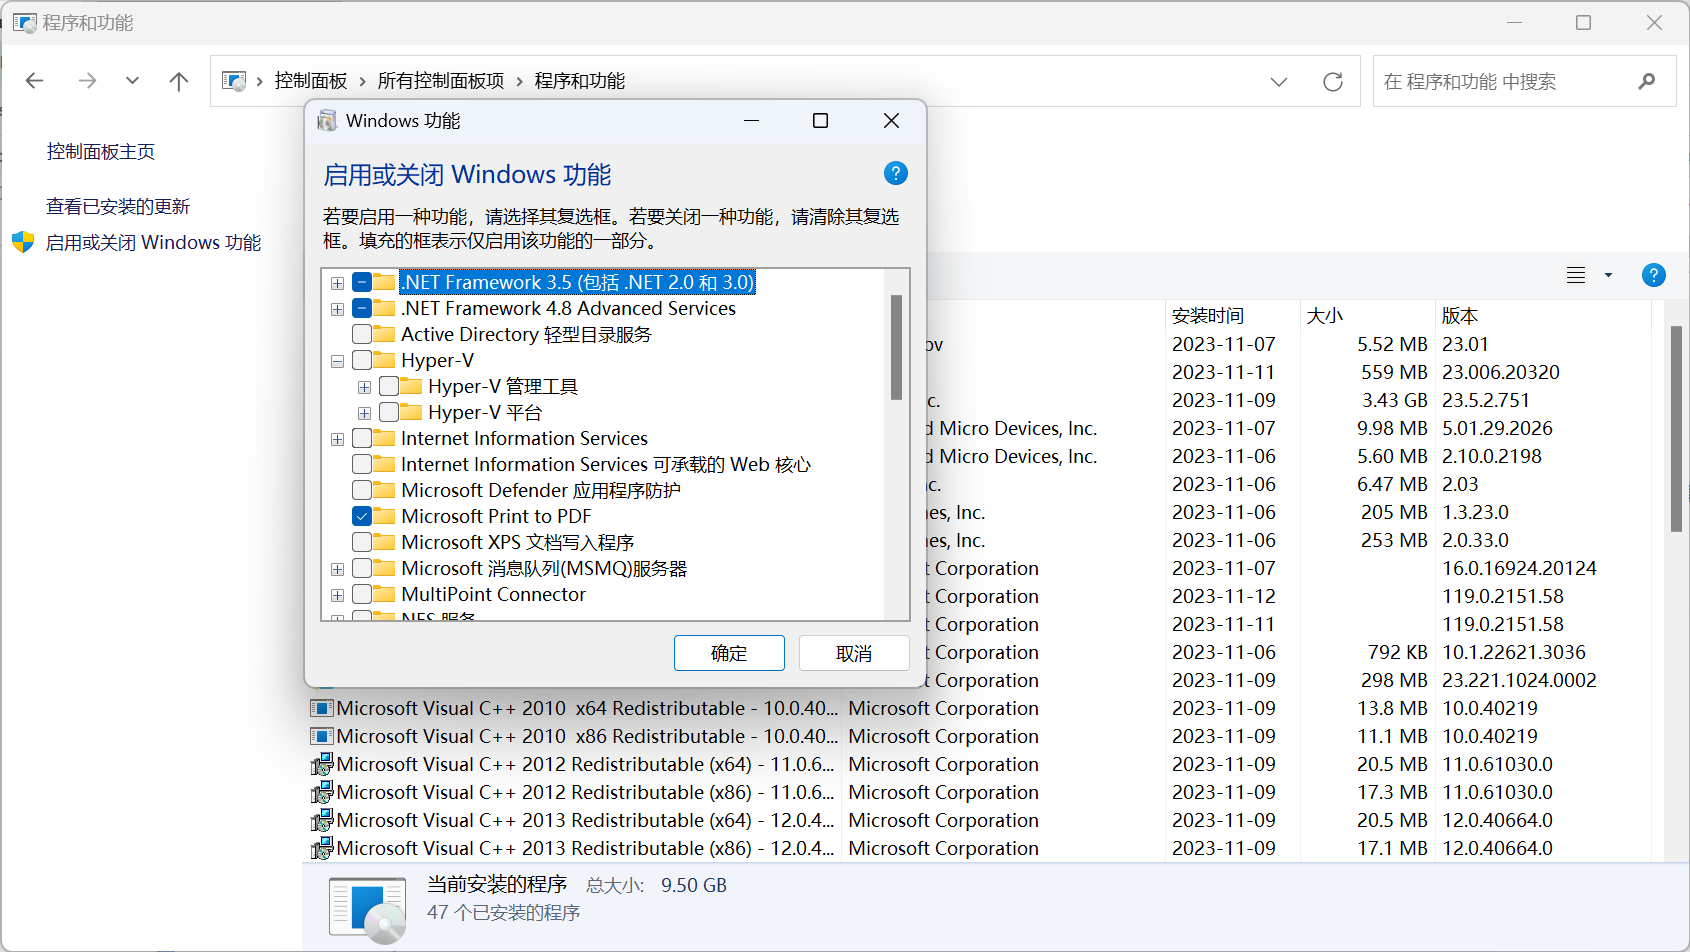 程序和功能
控制面板 › 所有控制面板项 › 程序和功能
在 程序和功能 中搜索
控制面板主页
查看已安装的更新
启用或关闭 Windows 功能
Windows 功能
启用或关闭 Windows 功能
若要启用一种功能，请选择其复选框。若要关闭一种功能，请清除其复选
框。填充的框表示仅启用该功能的一部分。
.NET Framework 3.5 (包括 .NET 2.0 和 3.0)
.NET Framework 4.8 Advanced Services
Active Directory 轻型目录服务
Hyper-V
Hyper-V 管理工具
Hyper-V 平台
Internet Information Services
Internet Information Services 可承载的 Web 核心
Microsoft Defender 应用程序防护
Microsoft Print to PDF
Microsoft XPS 文档写入程序
Microsoft 消息队列(MSMQ)服务器
MultiPoint Connector
NFS 服务
确定 取消
安装时间 大小 版本
ov 2023-11-07 5.52 MB 23.01
2023-11-11 559 MB 23.006.20320
c. 2023-11-09 3.43 GB 23.5.2.751
d Micro Devices, Inc. 2023-11-07 9.98 MB 5.01.29.2026
d Micro Devices, Inc. 2023-11-06 5.60 MB 2.10.0.2198
c. 2023-11-06 6.47 MB 2.03
es, Inc. 2023-11-06 205 MB 1.3.23.0
es, Inc. 2023-11-06 253 MB 2.0.33.0
t Corporation 2023-11-07 16.0.16924.20124
t Corporation 2023-11-12 119.0.2151.58
t Corporation 2023-11-11 119.0.2151.58
t Corporation 2023-11-06 792 KB 10.1.22621.3036
t Corporation 2023-11-09 298 MB 23.221.1024.0002
Microsoft Visual C++ 2010 x64 Redistributable - 10.0.40... Microsoft Corporation 2023-11-09 13.8 MB 10.0.40219
Microsoft Visual C++ 2010 x86 Redistributable - 10.0.40... Microsoft Corporation 2023-11-09 11.1 MB 10.0.40219
Microsoft Visual C++ 2012 Redistributable (x64) - 11.0.6... Microsoft Corporation 2023-11-09 20.5 MB 11.0.61030.0
Microsoft Visual C++ 2012 Redistributable (x86) - 11.0.6... Microsoft Corporation 2023-11-09 17.3 MB 11.0.61030.0
Microsoft Visual C++ 2013 Redistributable (x64) - 12.0.4... Microsoft Corporation 2023-11-09 20.5 MB 12.0.40664.0
Microsoft Visual C++ 2013 Redistributable (x86) - 12.0.4... Microsoft Corporation 2023-11-09 17.1 MB 12.0.40664.0
当前安装的程序 总大小: 9.50 GB
47 个已安装的程序